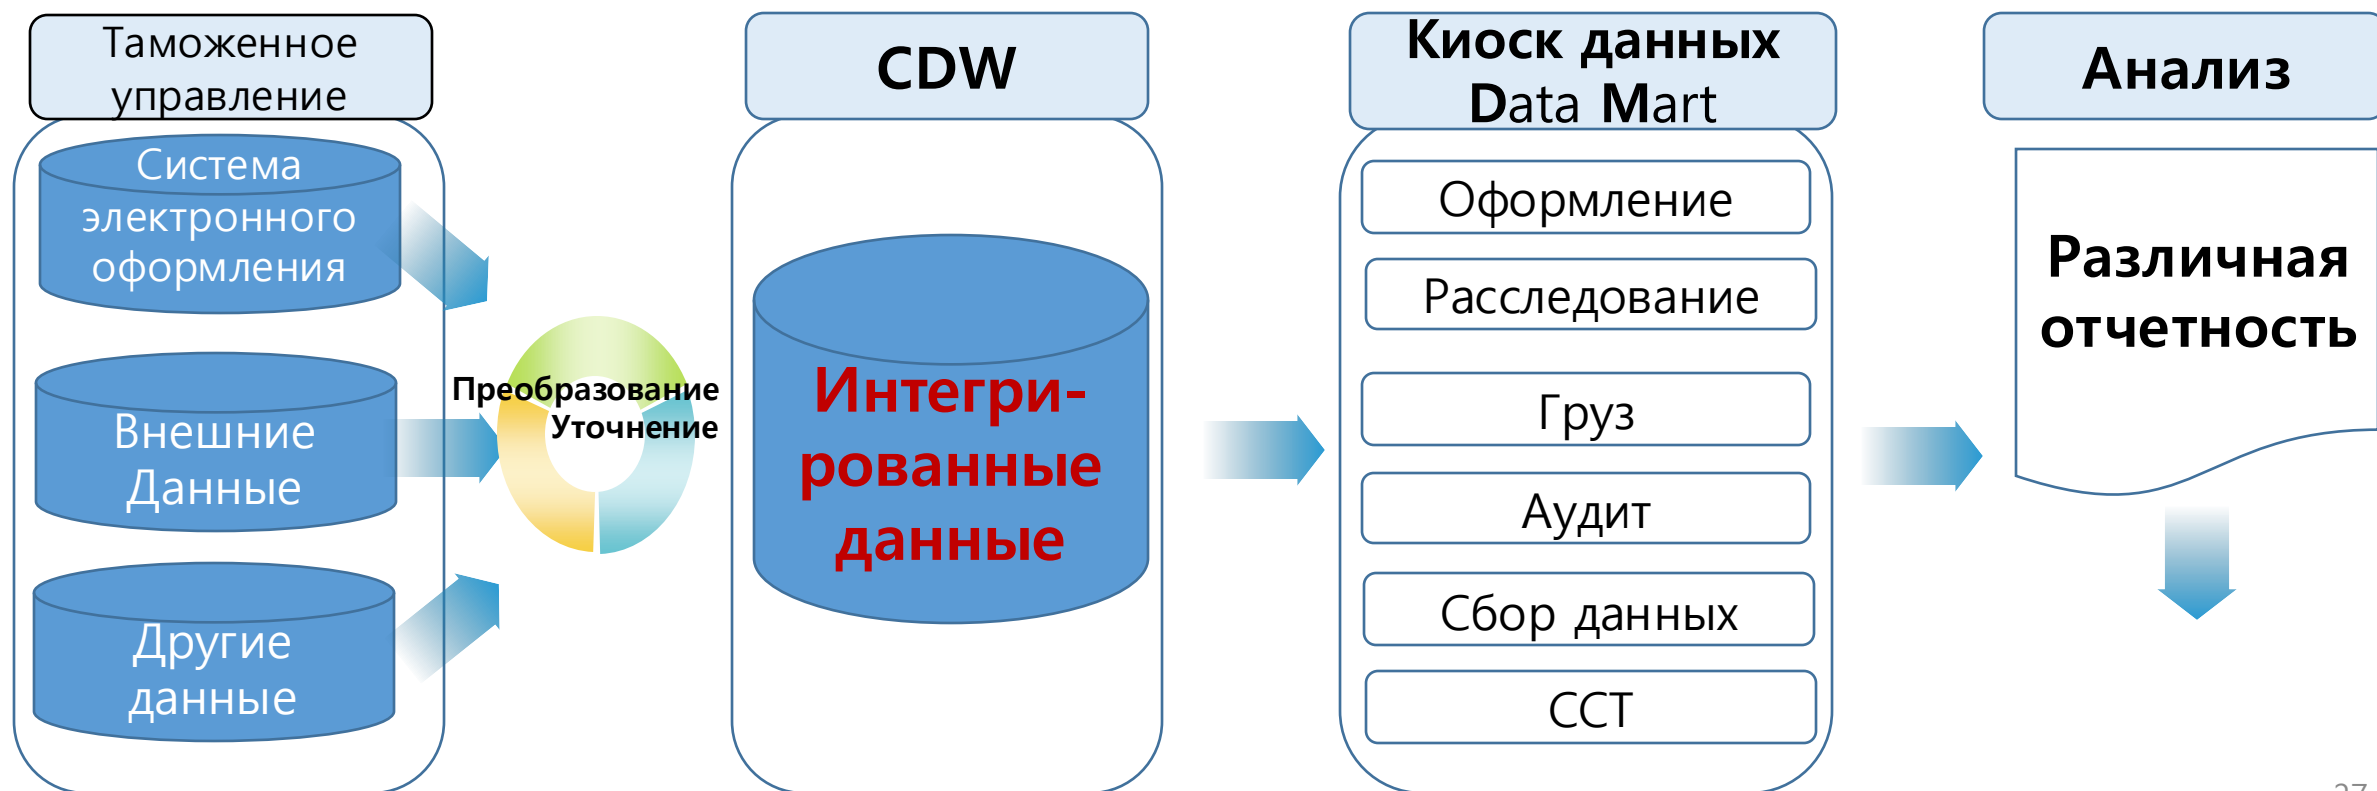 Таможенное
управление
Система
электронного
оформления
Внешние
Данные
Другие
данные
Преобразование
Уточнение
CDW
Интегри-
рованные
данные
Киоск данных
Data Mart
Оформление
Расследование
Груз
Аудит
Сбор данных
ССТ
Анализ
Различная
отчетность